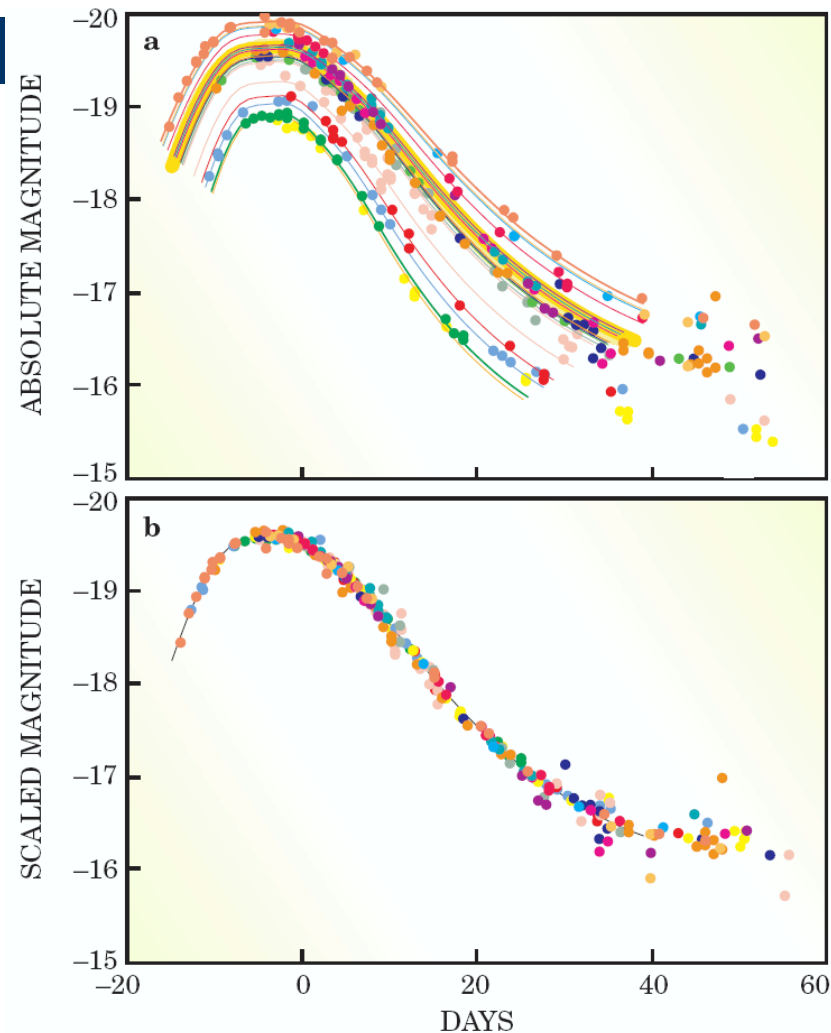 a
ABSOLUTE MAGNITUDE
–20
–19
–18
–17
–16
–15
b
SCALED MAGNITUDE
–20
–19
–18
–17
–16
–15
–20 0 20 40 60
DAYS